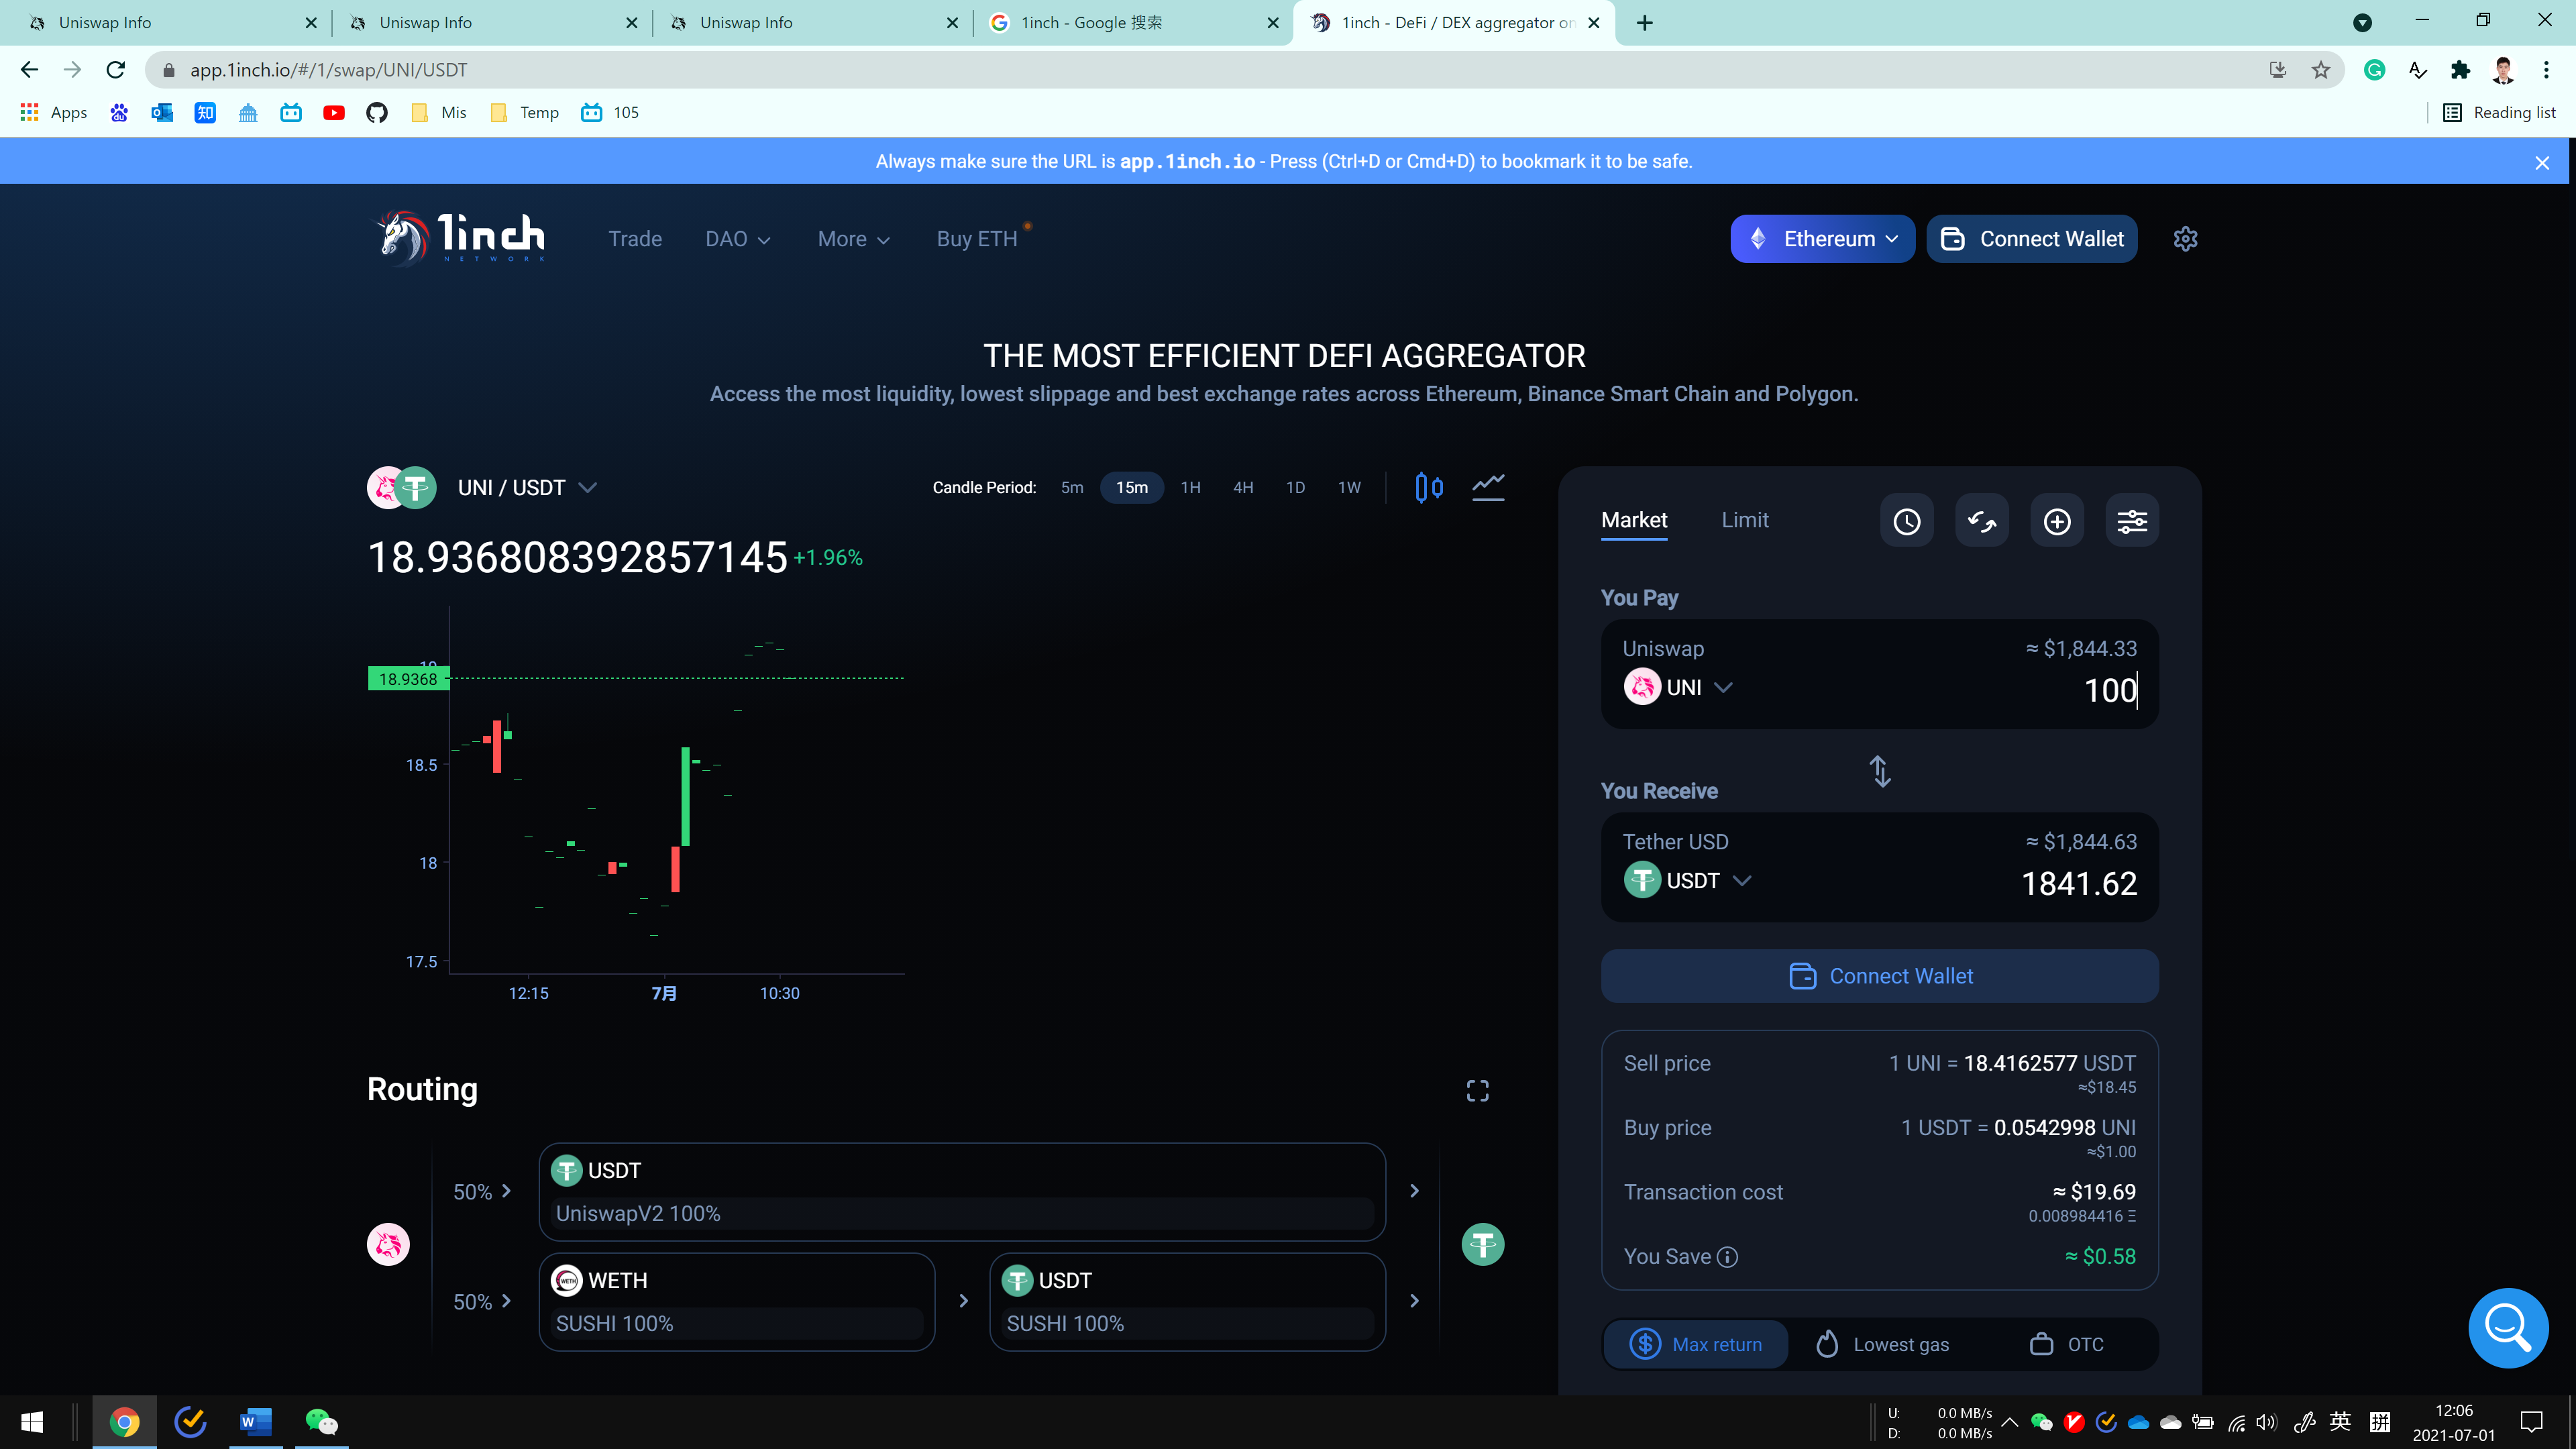 Uniswap Info
Uniswap Info
Uniswap Info
1inch - Google 搜索
1inch - DeFi / DEX aggregator on
app.1inch.io/#/1/swap/UNI/USDT
Apps
知
Mis
Temp
105
Reading list
Always make sure the URL is app.1inch.io - Press (Ctrl+D or Cmd+D) to bookmark it to be safe.
1inch
NETWORK
Trade
DAO
More
Buy ETH
Ethereum
Connect Wallet
THE MOST EFFICIENT DEFI AGGREGATOR
Access the most liquidity, lowest slippage and best exchange rates across Ethereum, Binance Smart Chain and Polygon.
UNI / USDT
Candle Period:
5m
15m
1H
4H
1D
1W
18.936808392857145 +1.96%
19
18.9368
18.5
18
17.5
12:15
7月
10:30
Market
Limit
You Pay
Uniswap
≈ $1,844.33
UNI
100
You Receive
Tether USD
≈ $1,844.63
USDT
1841.62
Connect Wallet
Sell price
1 UNI = 18.4162577 USDT
≈$18.45
Buy price
1 USDT = 0.0542998 UNI
≈$1.00
Transaction cost
≈ $19.69
0.008984416 Ξ
You Save
≈ $0.58
Max return
Lowest gas
OTC
Routing
50%
USDT
UniswapV2 100%
50%
WETH
SUSHI 100%
USDT
SUSHI 100%
U: 0.0 MB/s
D: 0.0 MB/s
英
拼
12:06
2021-07-01